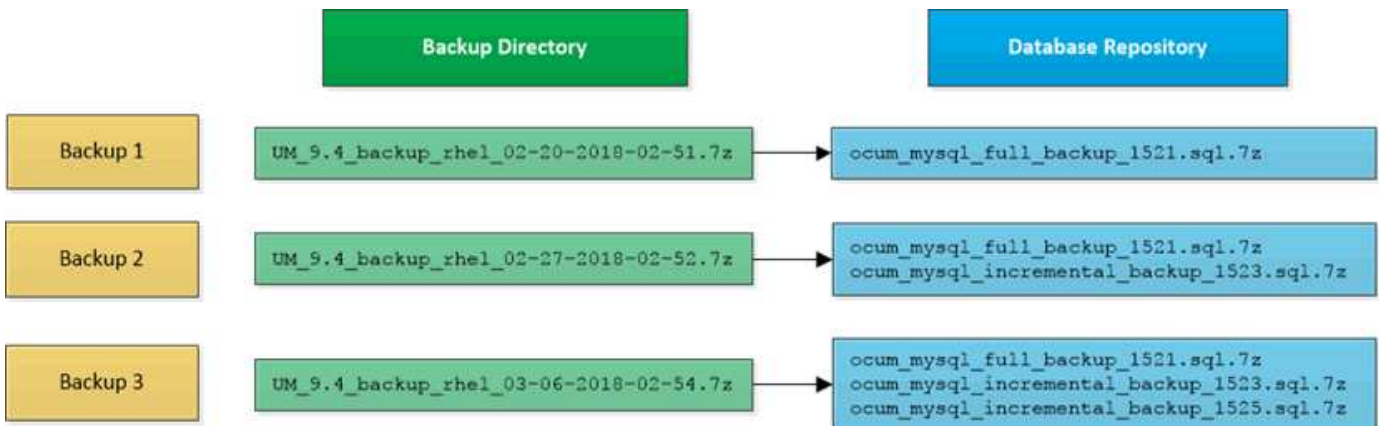 Backup Directory
Database Repository
Backup 1
UM_9.4_backup_rhel_02-20-2018-02-51.7z
ocum_mysql_full_backup_1521.sql.7z
Backup 2
UM_9.4_backup_rhel_02-27-2018-02-52.7z
ocum_mysql_full_backup_1521.sql.7z
ocum_mysql_incremental_backup_1523.sql.7z
Backup 3
UM_9.4_backup_rhel_03-06-2018-02-54.7z
ocum_mysql_full_backup_1521.sql.7z
ocum_mysql_incremental_backup_1523.sql.7z
ocum_mysql_incremental_backup_1525.sql.7z